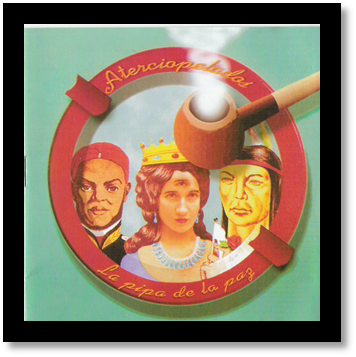 Aterciopelados
La pipa de la paz